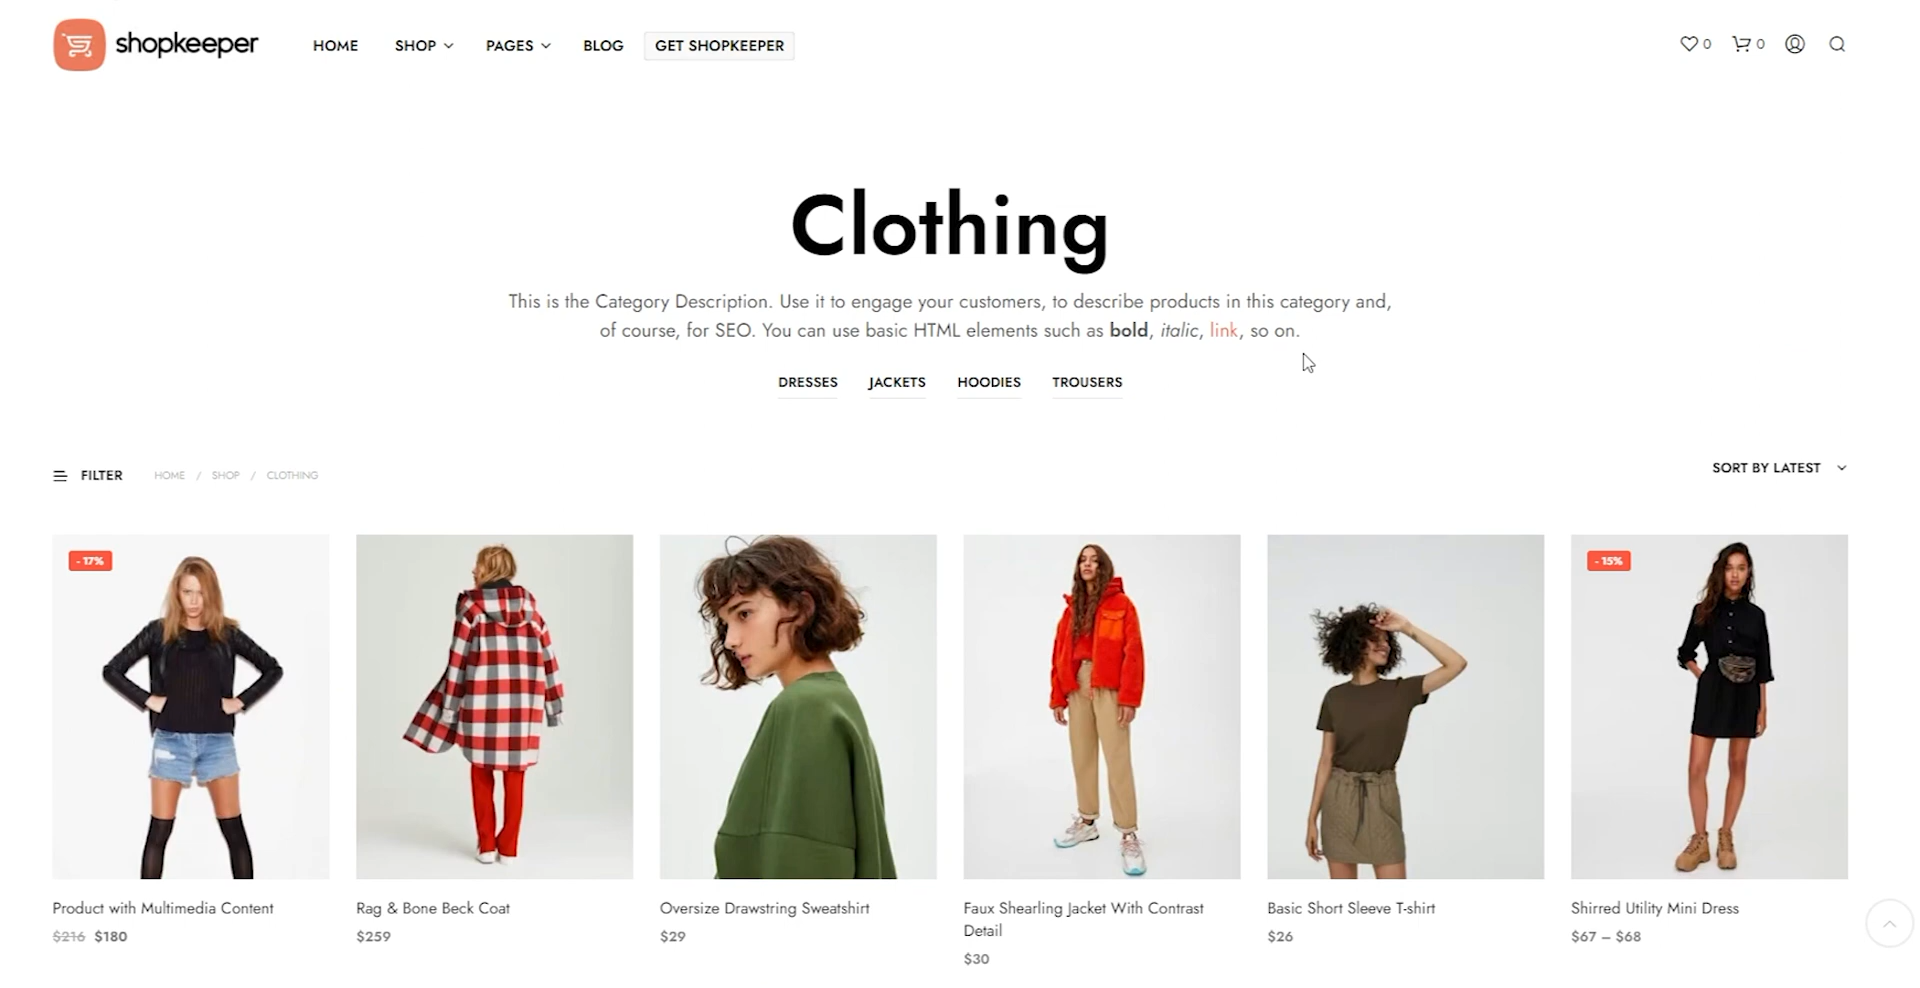 shopkeeper
HOME
SHOP
PAGES
BLOG
GET SHOPKEEPER
0
0
Clothing
This is the Category Description. Use it to engage your customers, to describe products in this category and,
of course, for SEO. You can use basic HTML elements such as bold, italic, link, so on.
DRESSES
JACKETS
HOODIES
TROUSERS
FILTER
HOME / SHOP / CLOTHING
SORT BY LATEST
- 17%
- 15%
Product with Multimedia Content
$216 $180
Rag & Bone Beck Coat
$259
Oversize Drawstring Sweatshirt
$29
Faux Shearling Jacket With Contrast
Detail
$30
Basic Short Sleeve T-shirt
$26
Shirred Utility Mini Dress
$67 – $68